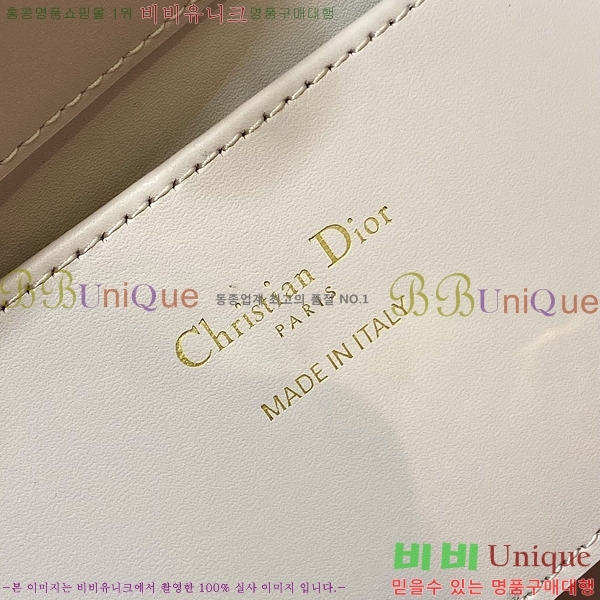 홍콩명품쇼핑몰 1위 비비유니크 명품구매대행
Christian Dior
PARIS
MADE IN ITALY
BBUniQue 동종업계 최고의 품질 NO.1 BBUniQue
비비 Unique
믿을수 있는 명품구매대행
-본 이미지는 비비유니크에서 촬영한 100% 실사 이미지 입니다.-